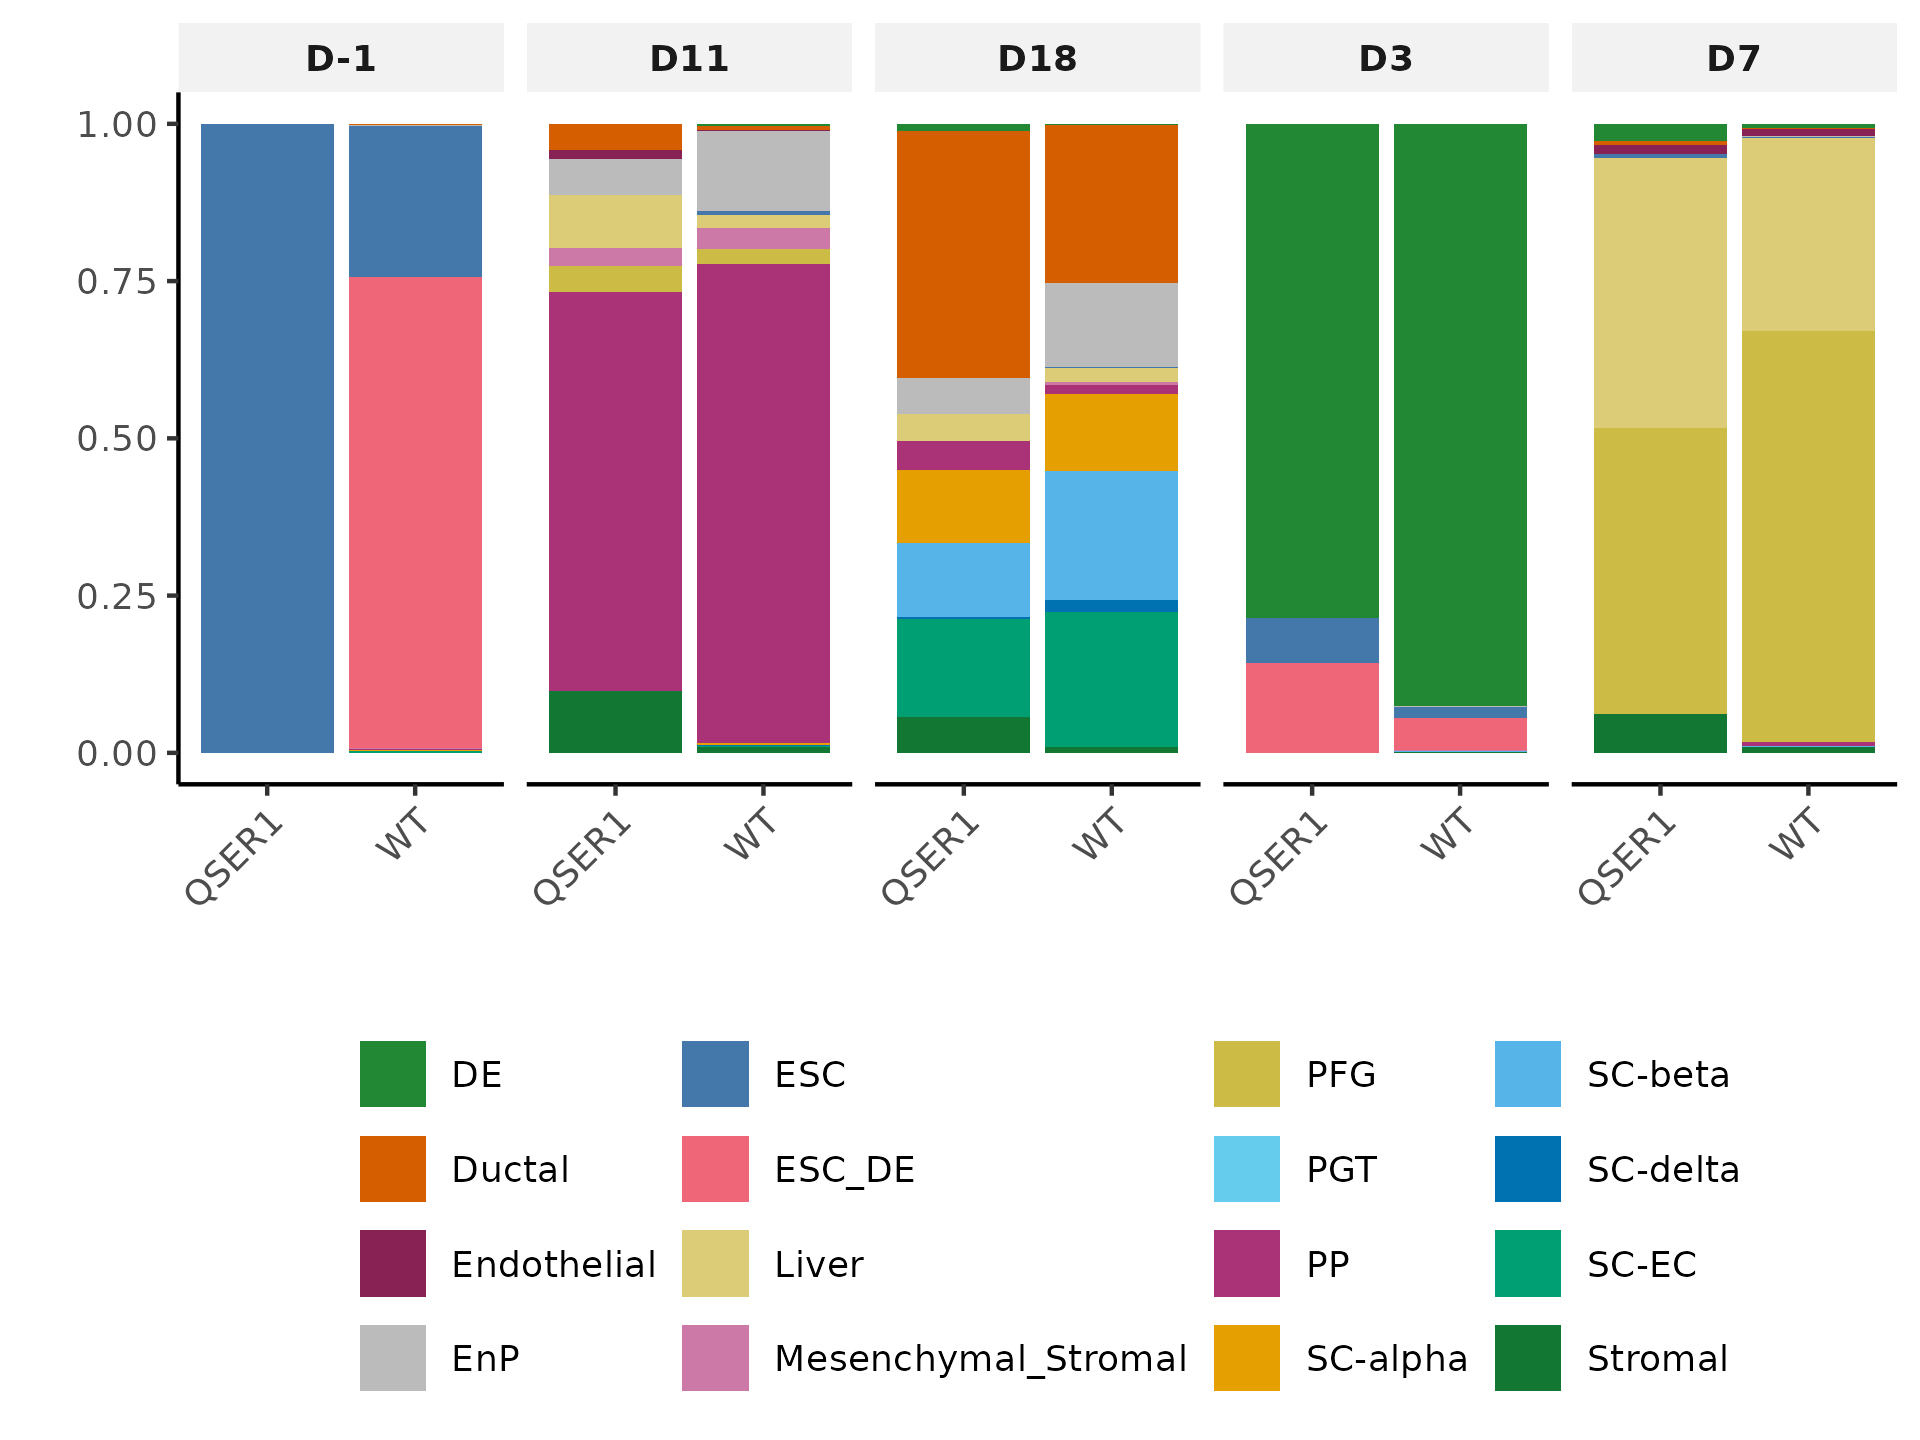 D-1 D11 D18 D3 D7
1.00
0.75
0.50
0.25
0.00
QSER1 WT QSER1 WT QSER1 WT QSER1 WT QSER1 WT
DE ESC PFG SC-beta
Ductal ESC_DE PGT SC-delta
Endothelial Liver PP SC-EC
EnP Mesenchymal_Stromal SC-alpha Stromal